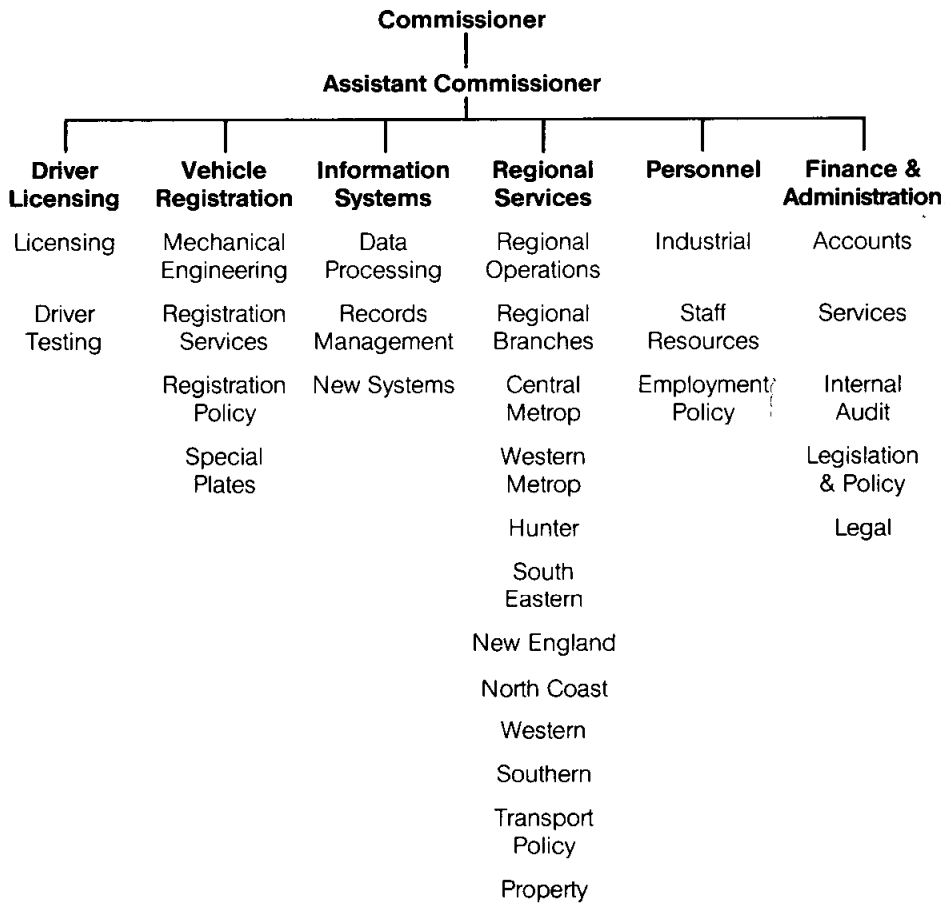 Commissioner
Assistant Commissioner
Driver
Licensing
Licensing
Driver
Testing
Vehicle
Registration
Mechanical
Engineering
Registration
Services
Registration
Policy
Special
Plates
Information
Systems
Data
Processing
Records
Management
New Systems
Regional
Services
Regional
Operations
Regional
Branches
Central
Metrop
Western
Metrop
Hunter
South
Eastern
New England
North Coast
Western
Southern
Transport
Policy
Property
Personnel
Industrial
Staff
Resources
Employment
Policy
Finance &
Administration
Accounts
Services
Internal
Audit
Legislation
& Policy
Legal